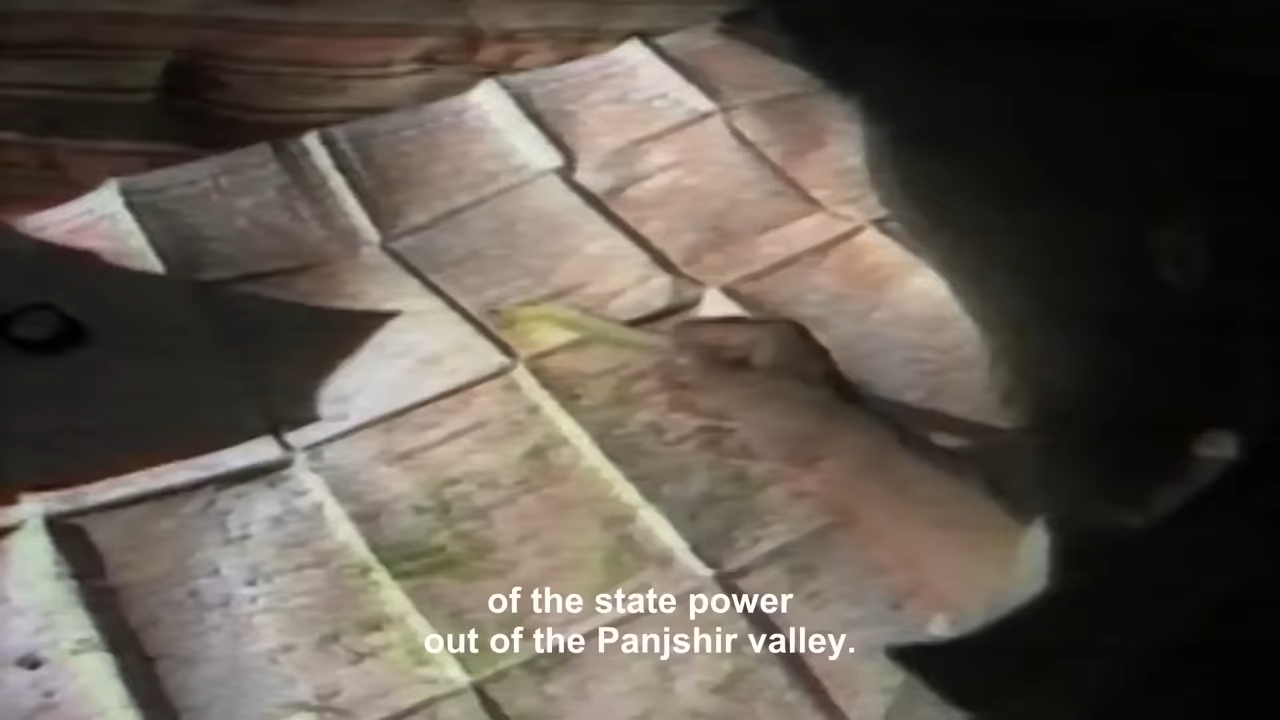 of the state power
out of the Panjshir valley.